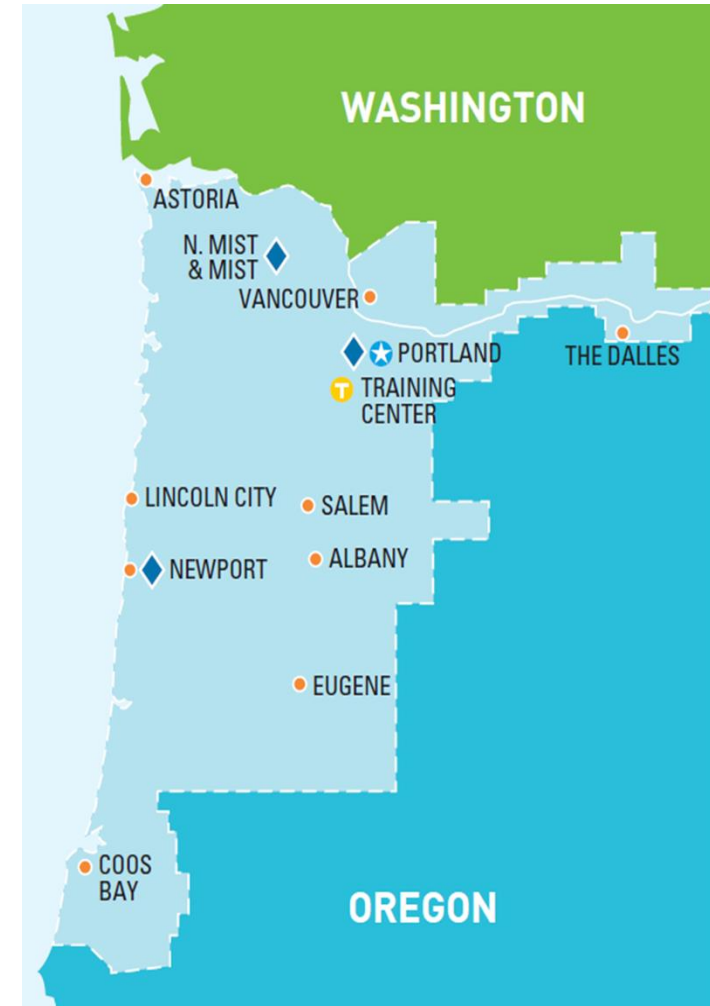 WASHINGTON
ASTORIA
N. MIST
& MIST
VANCOUVER
PORTLAND
THE DALLES
T
TRAINING
CENTER
LINCOLN CITY
SALEM
ALBANY
NEWPORT
EUGENE
COOS
BAY
OREGON